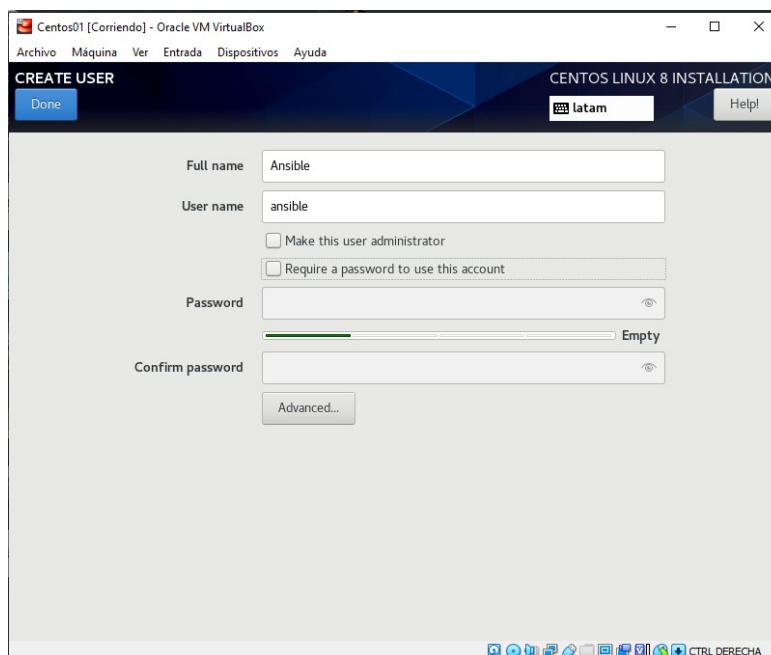 Centos01 [Corriendo] - Oracle VM VirtualBox
Archivo Máquina Ver Entrada Dispositivos Ayuda
CREATE USER
CENTOS LINUX 8 INSTALLATION
Done
latam
Help!
Full name
Ansible
User name
ansible
Make this user administrator
Require a password to use this account
Password
Empty
Confirm password
Advanced...
CTRL DERECHA